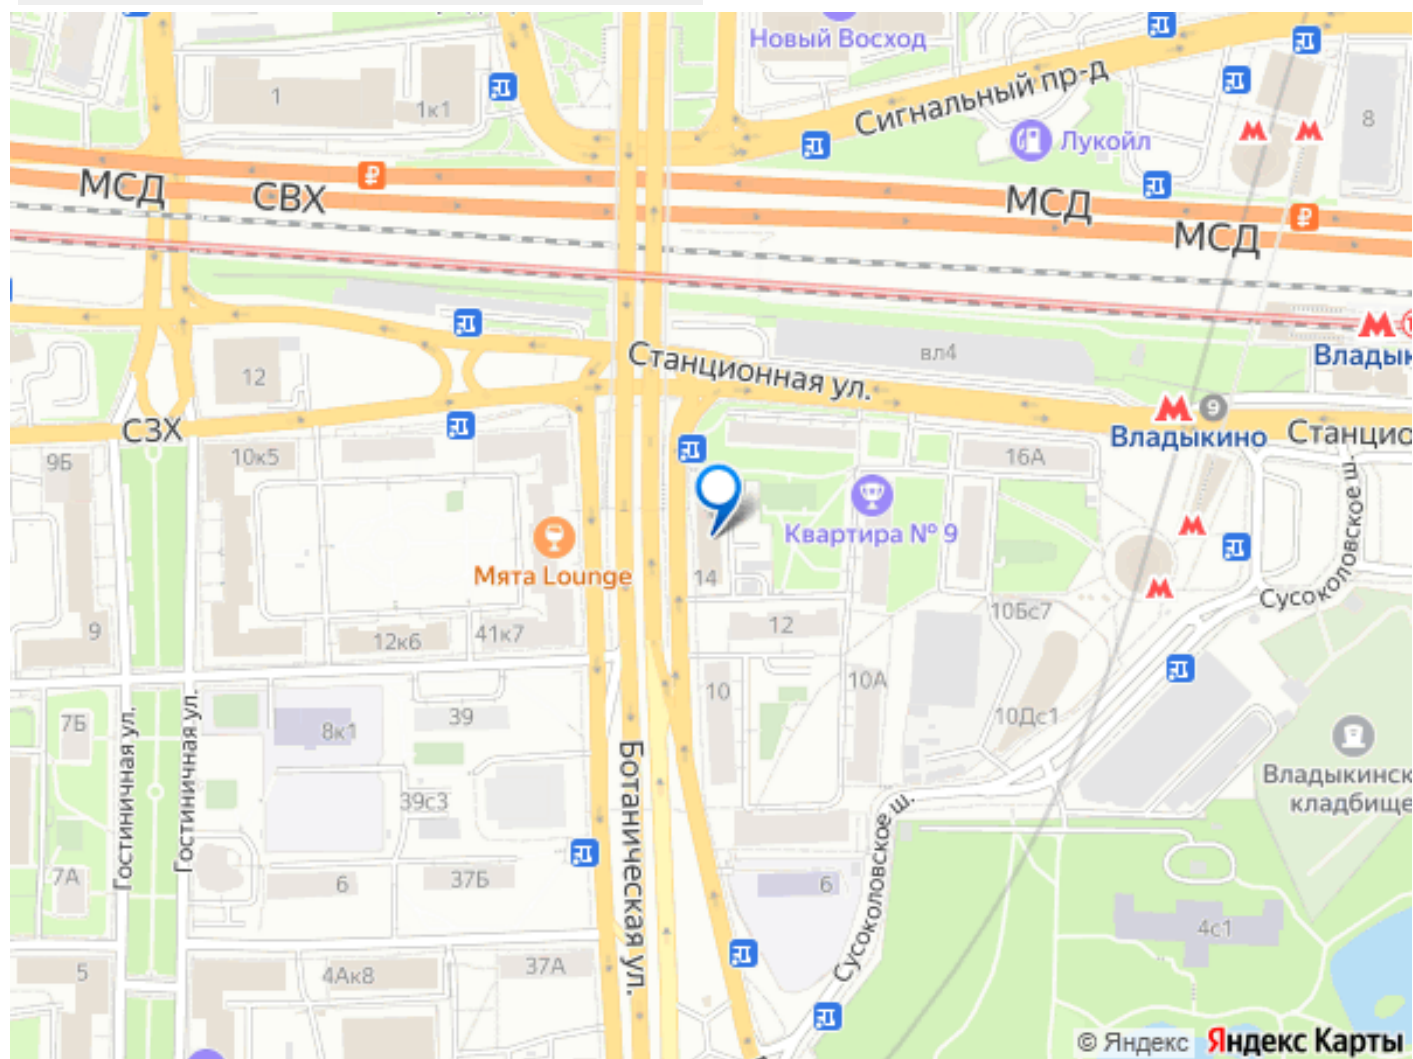 Новый Восход
1
1к1
Сигнальный пр-д
Лукойл
8
МСД
СВХ
МСД
МСД
вл4
Владык
12
Станционная ул.
9
Владыкино
Станцио
СЗХ
9Б
10к5
16А
Квартира № 9
Мята Lounge
14
Сусоколовское ш.
9
12к6
41к7
12
10Бс7
10
10А
10Дс1
7Б
8к1
39
Гостиничная ул.
Гостиничная ул.
Ботаническая ул.
39с3
Владыкинск
кладбище
7А
6
37Б
6
Сусоколовское ш.
4с1
5
4Ак8
37А
© Яндекс Яндекс Карты